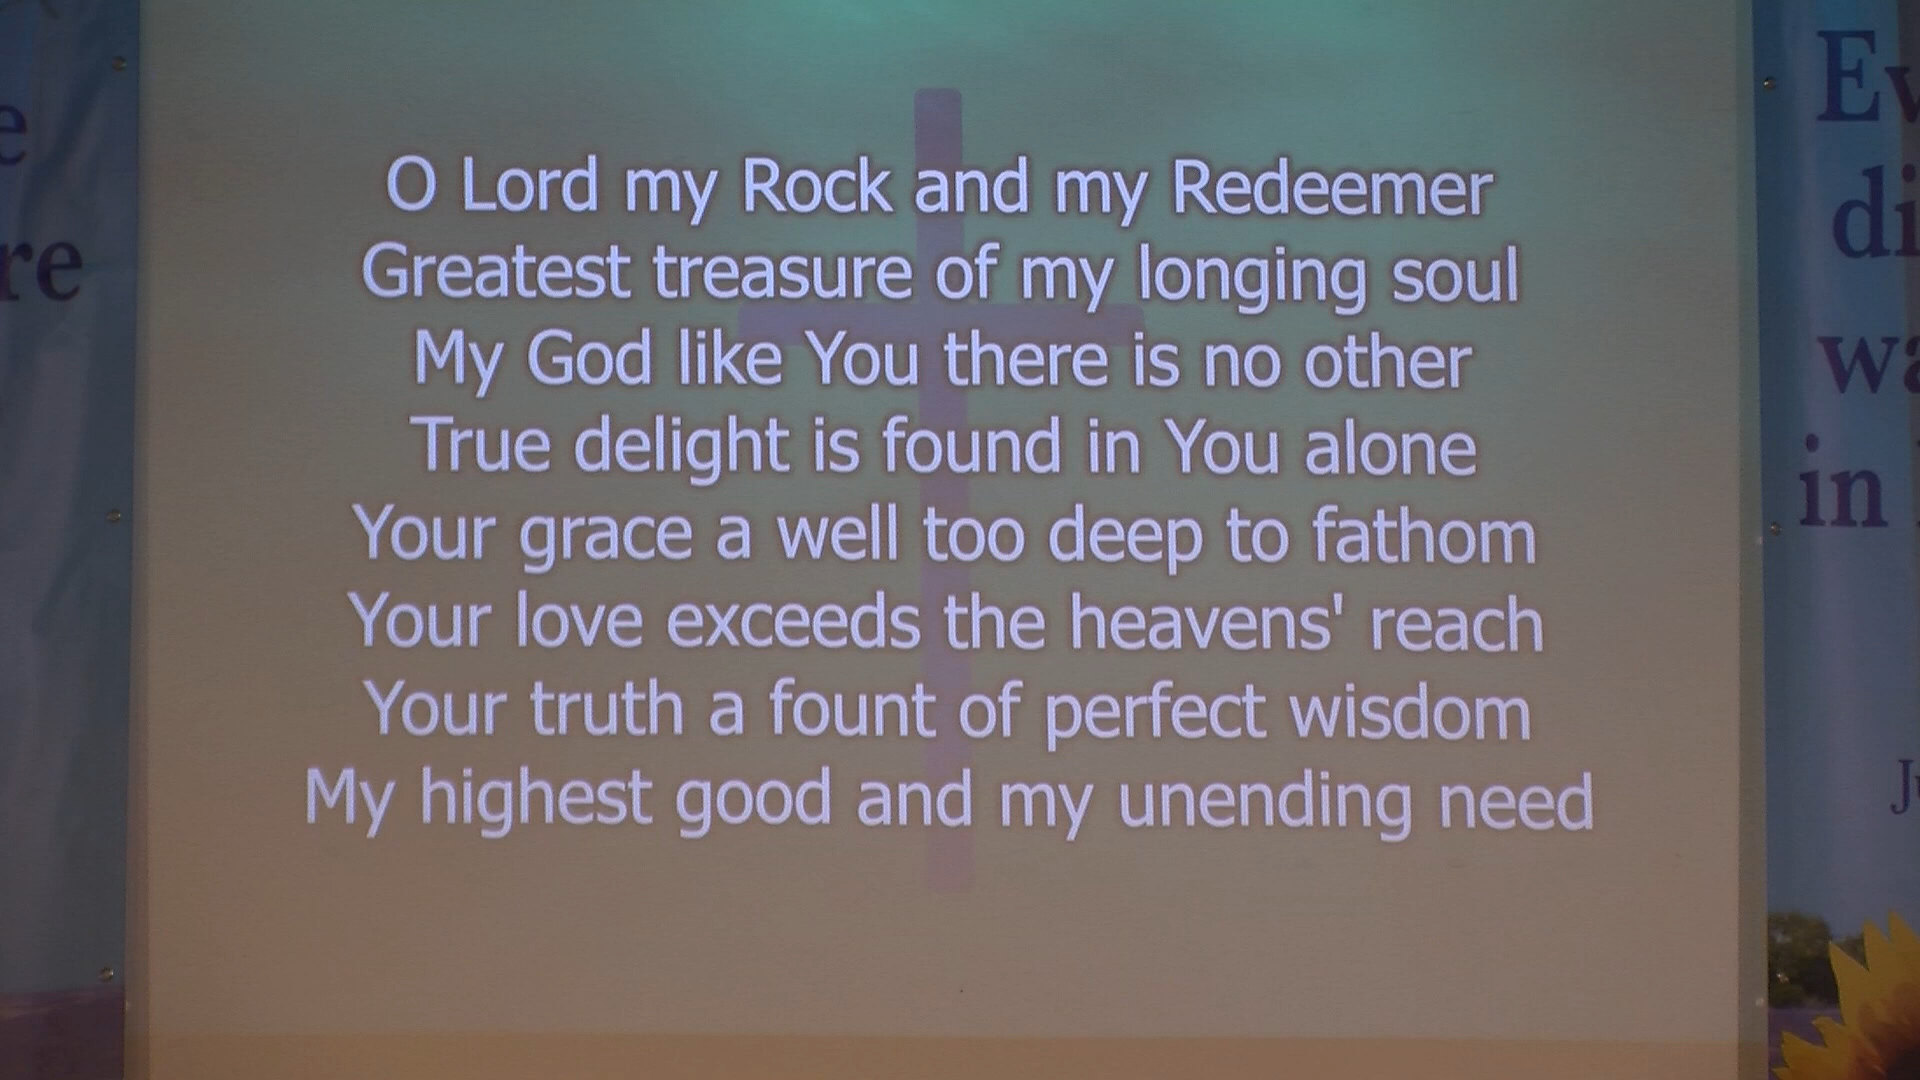 O Lord my Rock and my Redeemer
Greatest treasure of my longing soul
My God like You there is no other
True delight is found in You alone
Your grace a well too deep to fathom
Your love exceeds the heavens' reach
Your truth a fount of perfect wisdom
My highest good and my unending need
in